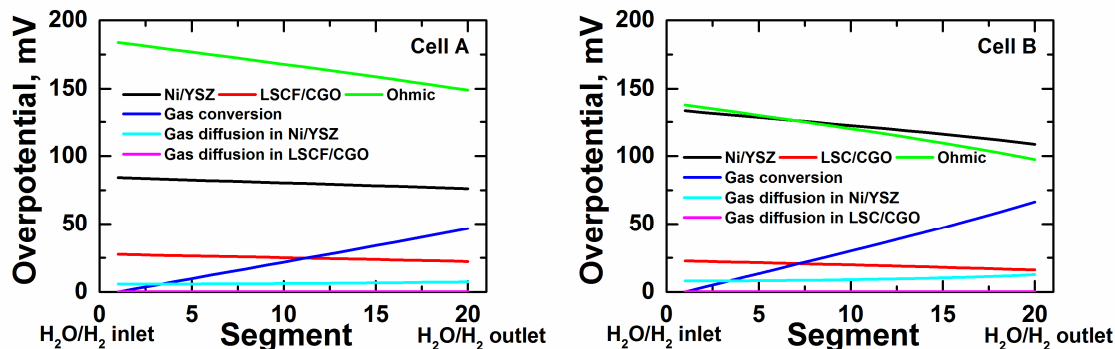 Overpotential, mV
200
150
100
50
0
Cell A
Ni/YSZ LSCF/CGO Ohmic
Gas conversion
Gas diffusion in Ni/YSZ
Gas diffusion in LSCF/CGO
0 5 10 15 20
H₂O/H₂ inlet Segment H₂O/H₂ outlet
Overpotential, mV
200
150
100
50
0
Cell B
Ni/YSZ LSC/CGO Ohmic
Gas conversion
Gas diffusion in Ni/YSZ
Gas diffusion in LSC/CGO
0 5 10 15 20
H₂O/H₂ inlet Segment H₂O/H₂ outlet